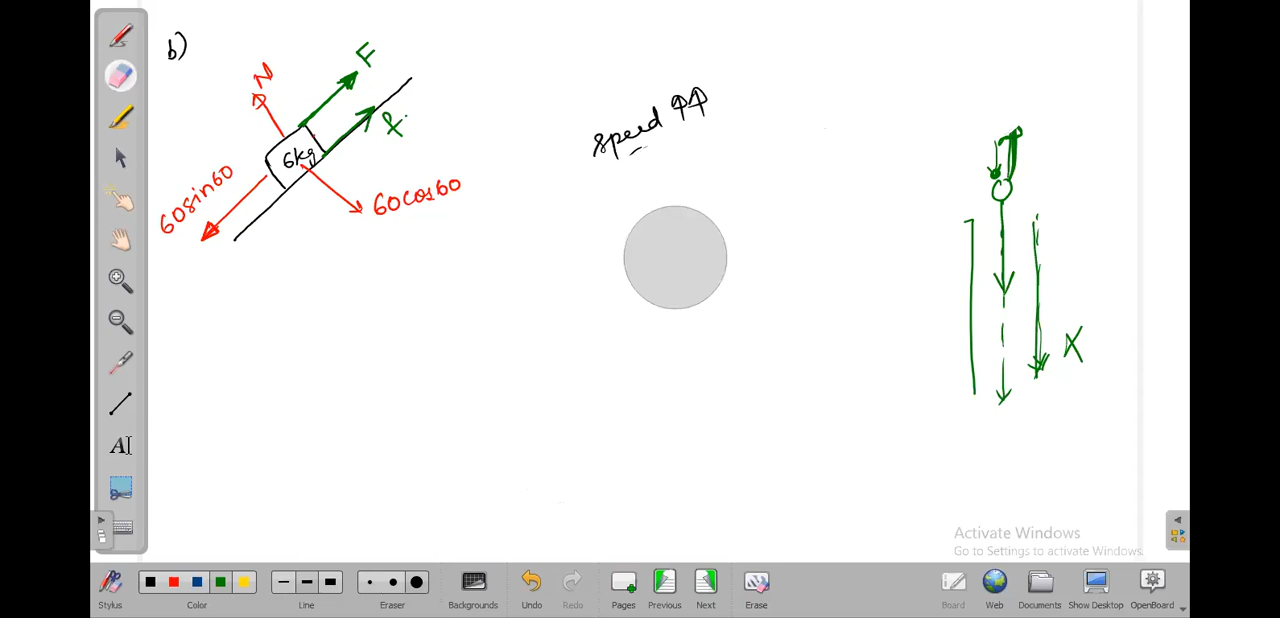 b)
F
N
f
speed ↑↑
6kg
60sin60
60cos60
x
A
Activate Windows
Go to Settings to activate Windows.
Stylus
Color
Line
Eraser
Backgrounds
Undo
Redo
Pages
Previous
Next
Erase
Board
Web
Documents
Show Desktop
OpenBoard